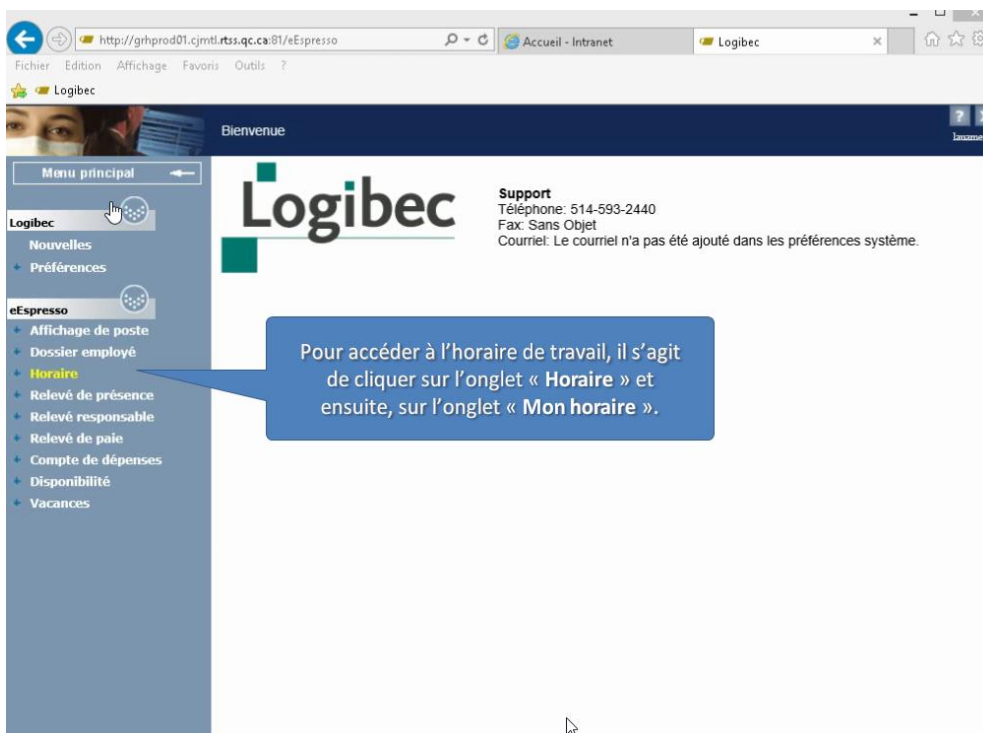 http://grhprod01.cjmtl.rtss.qc.ca:81/eEspresso
Accueil - Intranet
Logibec
Fichier Edition Affichage Favoris Outils ?
Logibec
Bienvenue
?
Menu principal
Logibec
Nouvelles
Préférences
eEspresso
Affichage de poste
Dossier employé
Horaire
Relevé de présence
Relevé responsable
Relevé de paie
Compte de dépenses
Disponibilité
Vacances
Logibec
Support
Téléphone: 514-593-2440
Fax: Sans Objet
Courriel: Le courriel n'a pas été ajouté dans les préférences système.
Pour accéder à l’horaire de travail, il s’agit
de cliquer sur l’onglet « Horaire » et
ensuite, sur l’onglet « Mon horaire ».